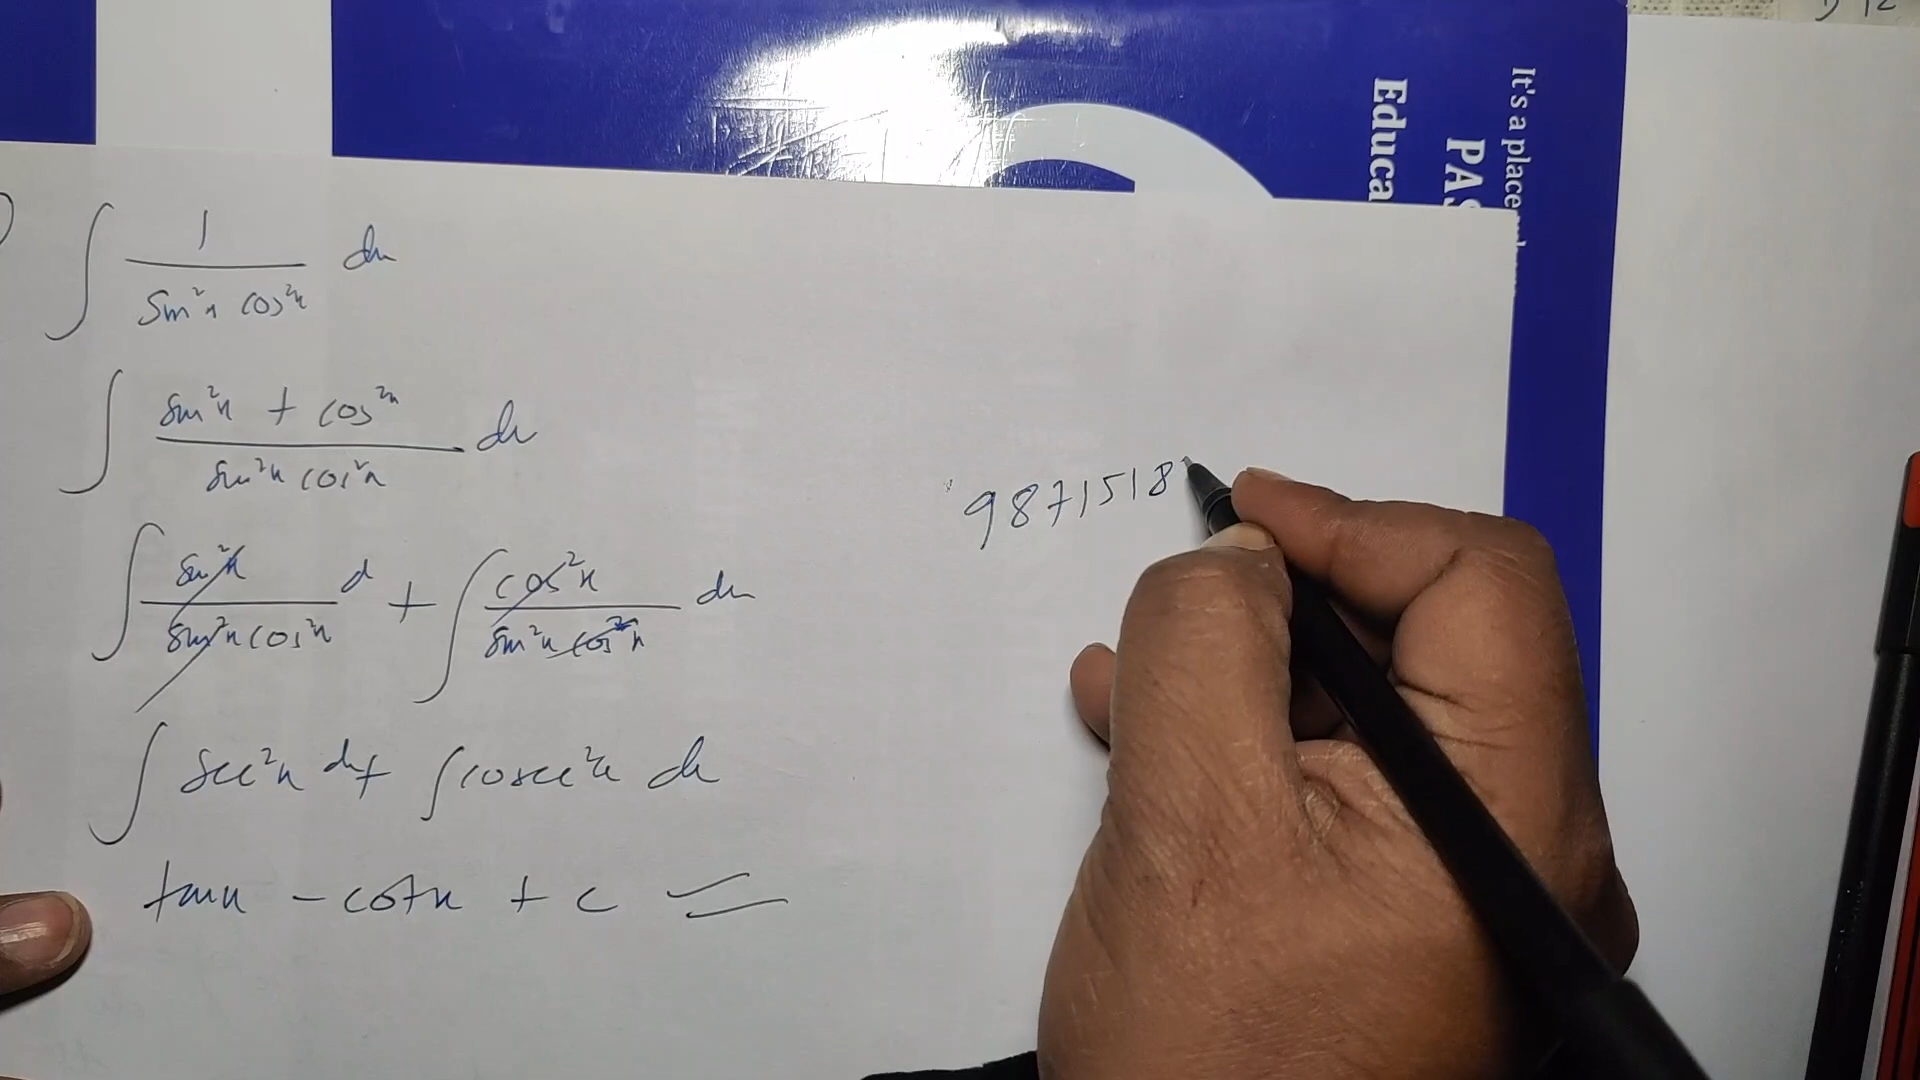 ∫ 1 / sin²x cos²x dx
∫ sin²x + cos²x / sin²x cos²x dx
∫ sin²x / sin²x cos²x d + ∫ cos²x / sin²x cos²x dx
∫ sec²x dx + ∫ cosec²x dx
tanx - cotx + c
9871518
It's a place
PAS
Educa